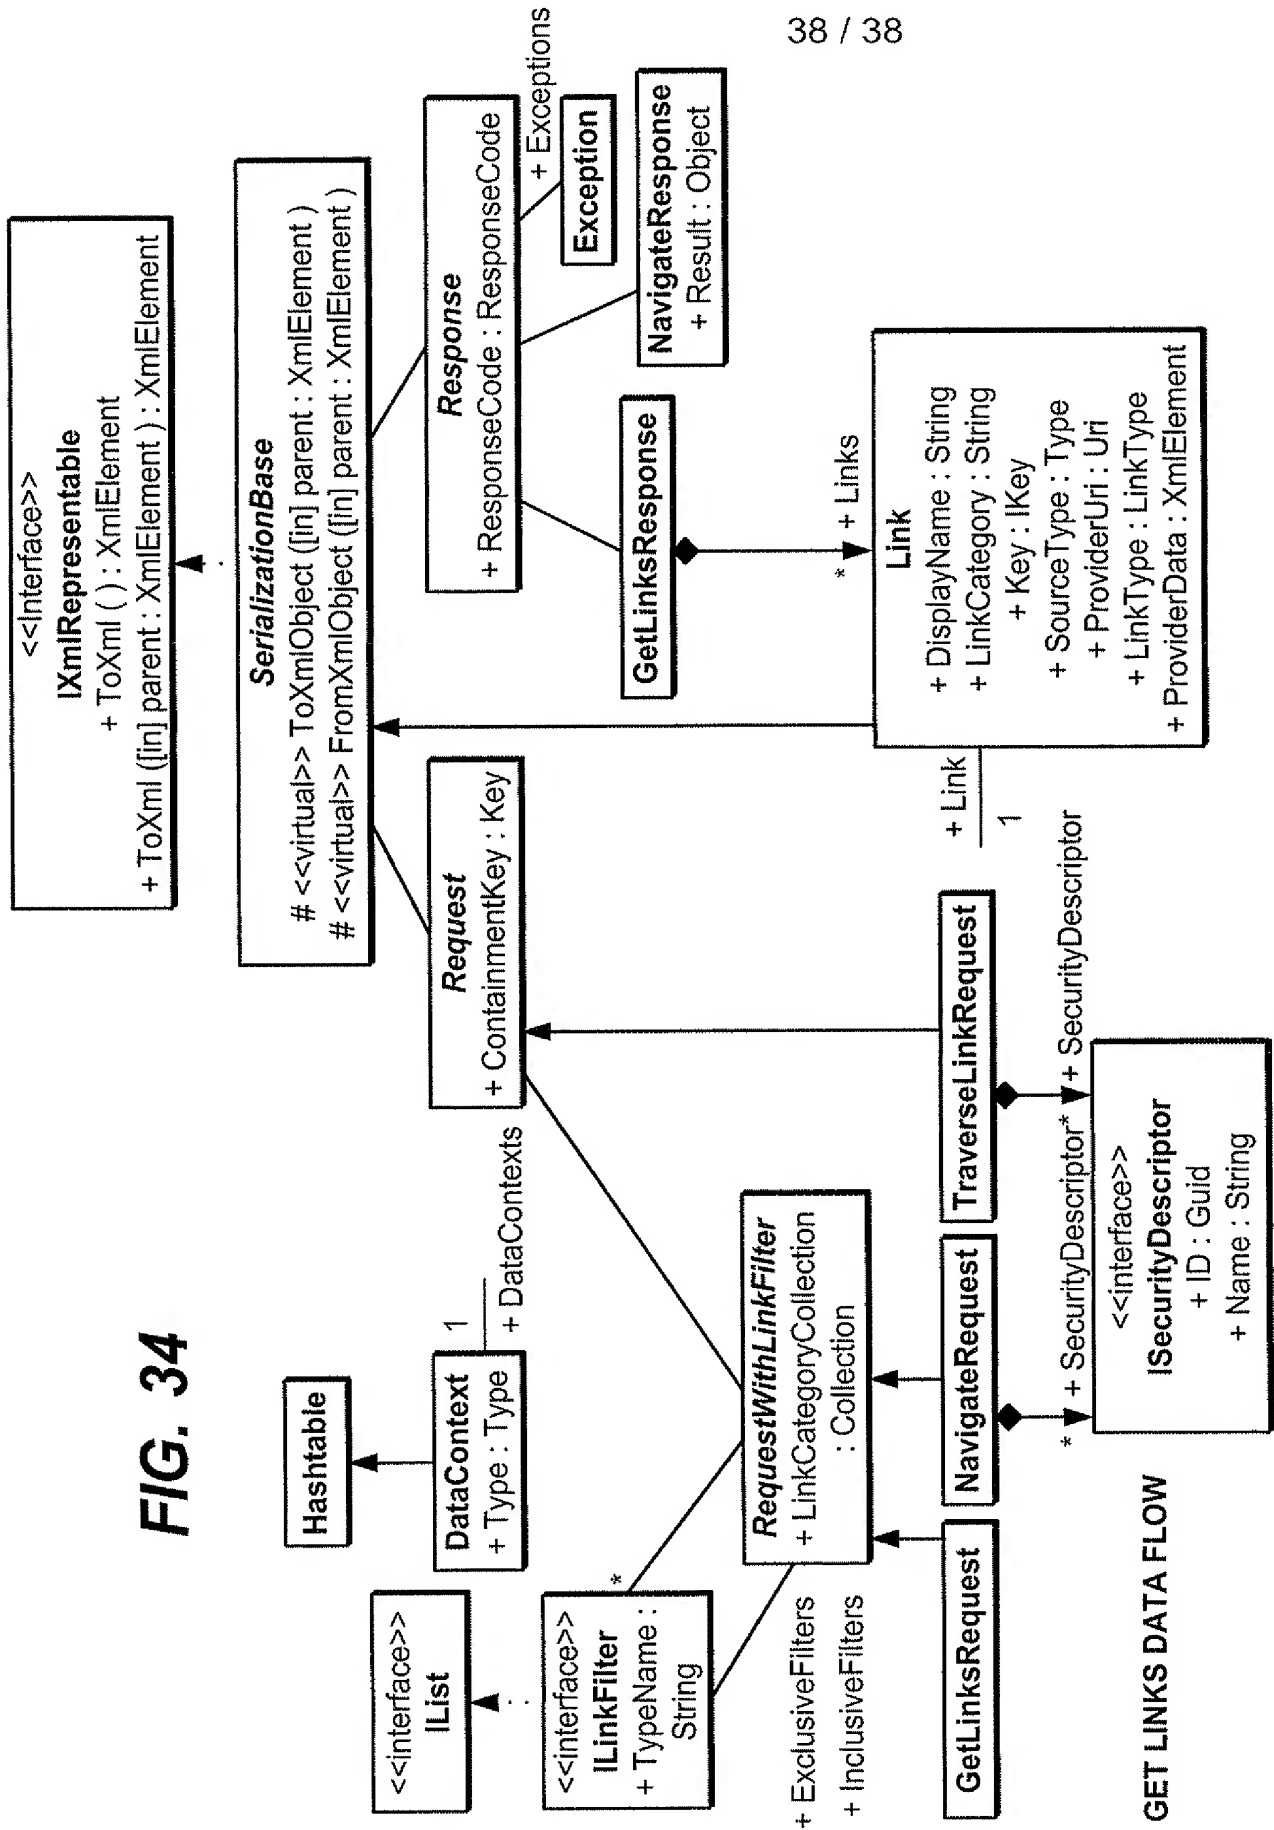 38 / 38
FIG. 34
<<Interface>>
IXmlRepresentable
+ ToXml ( ) : XmlElement
+ ToXml ([in] parent : XmlElement ) : XmlElement
SerializationBase
# <<virtual>> ToXmlObject ([in] parent : XmlElement )
# <<virtual>> FromXmlObject ([in] parent : XmlElement )
Hashtable
DataContext
+ Type : Type
1
+ DataContexts
Request
+ ContainmentKey : Key
Response
+ ResponseCode : ResponseCode
+ Exceptions
Exception
NavigateResponse
+ Result : Object
GetLinksResponse
* + Links
<<interface>>
IList
<<interface>>
ILinkFilter
+ TypeName :
String
*
+ ExclusiveFilters
+ InclusiveFilters
RequestWithLinkFilter
+ LinkCategoryCollection
: Collection
Link
+ DisplayName : String
+ LinkCategory : String
+ Key : IKey
+ SourceType : Type
+ ProviderUri : Uri
+ LinkType : LinkType
+ ProviderData : XmlElement
+ Link
1
GetLinksRequest
NavigateRequest
TraverseLinkRequest
* + SecurityDescriptor* + SecurityDescriptor
<<interface>>
ISecurityDescriptor
+ ID : Guid
+ Name : String
GET LINKS DATA FLOW